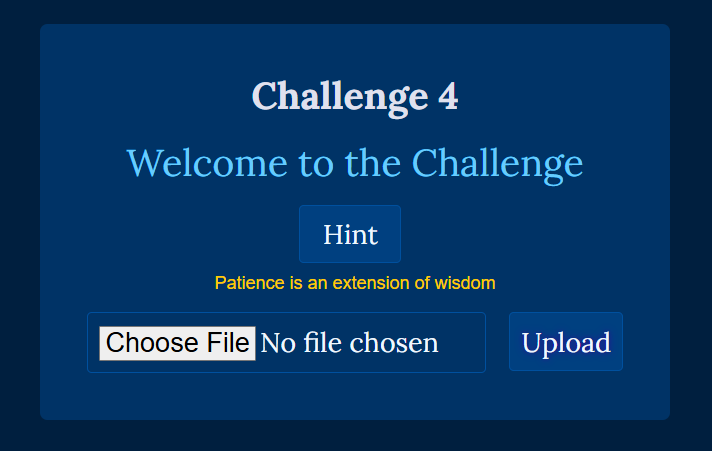 Challenge 4
Welcome to the Challenge
Hint
Patience is an extension of wisdom
Choose File No file chosen Upload